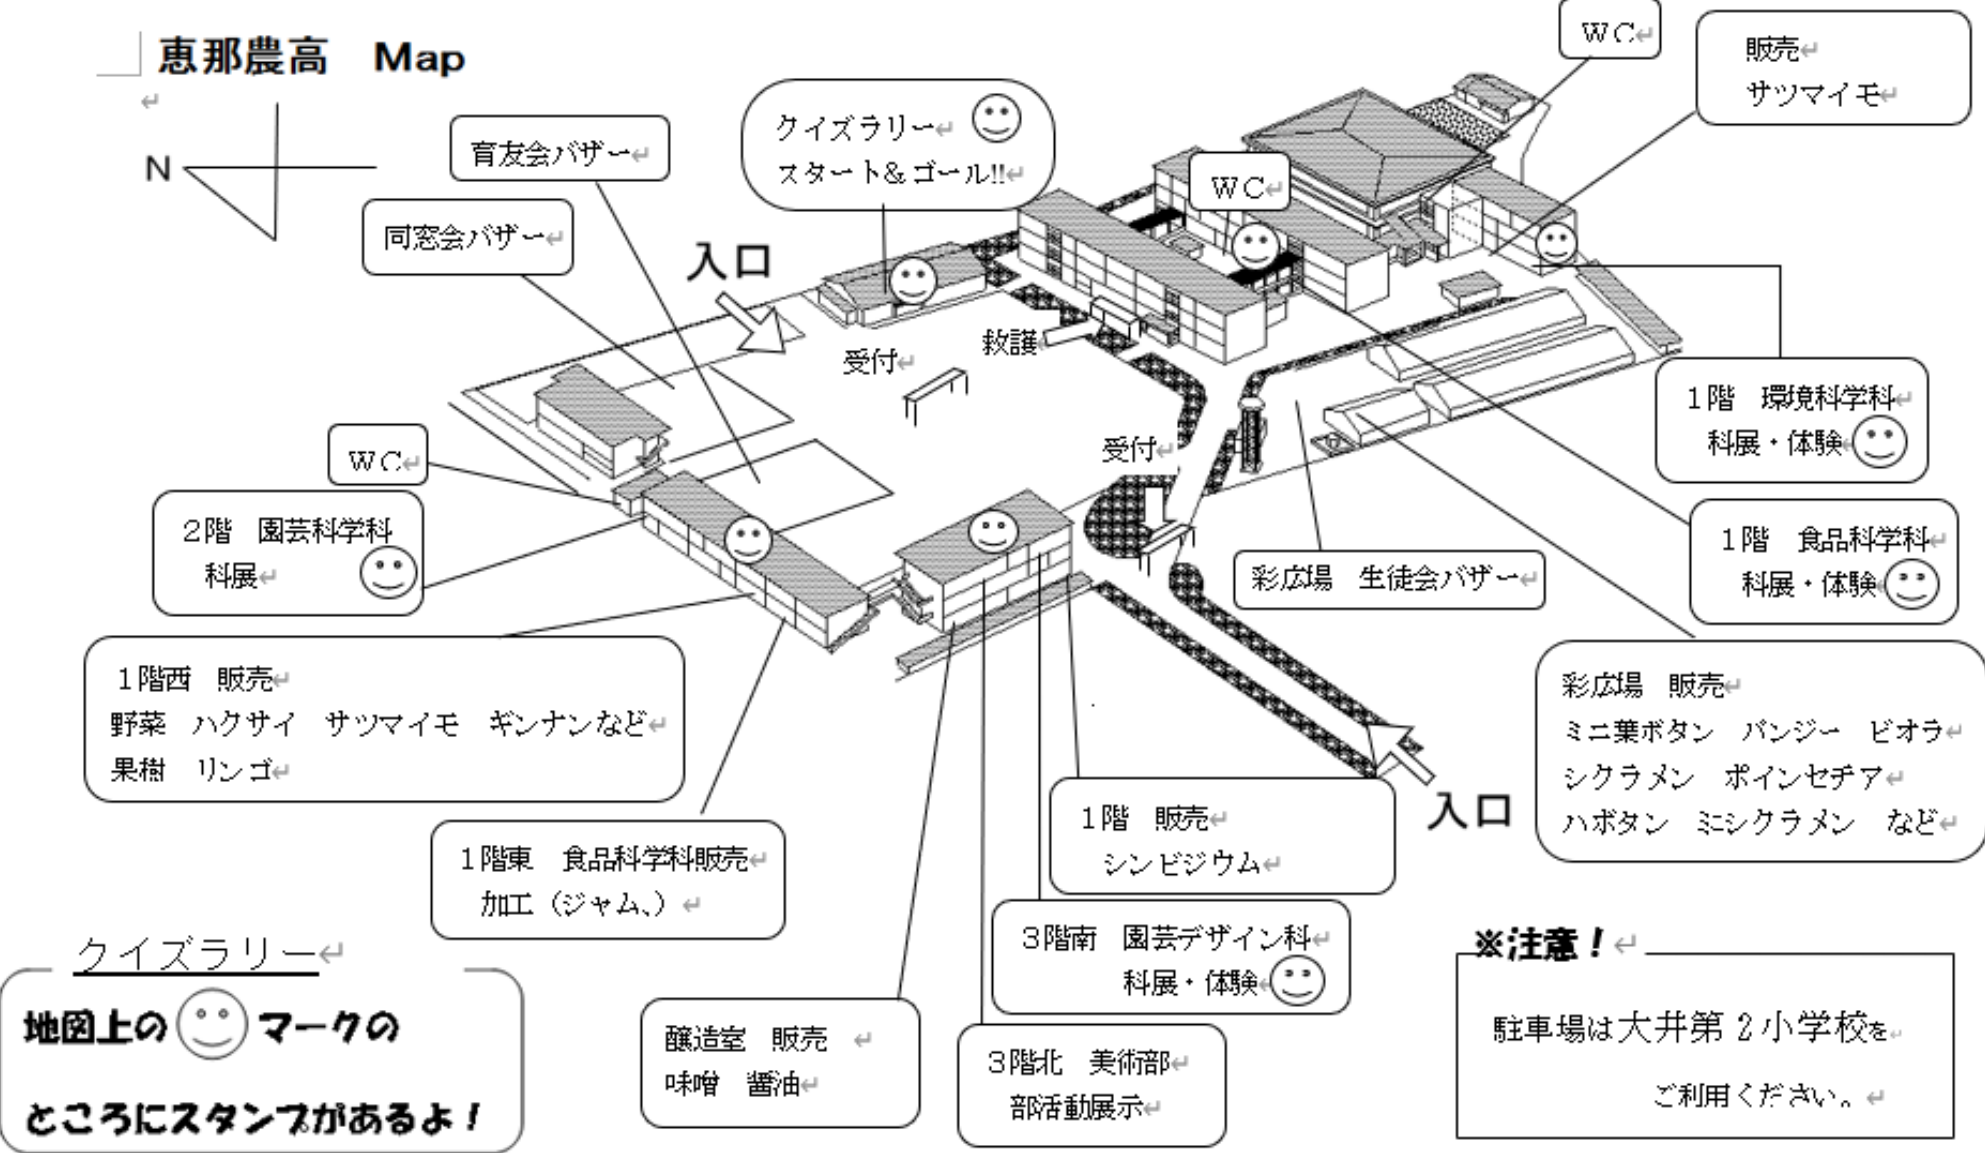 恵那農高　Map
N
育友会バザー
同窓会バザー
クイズラリー
スタート&ゴール!!
WC
販売
サツマイモ
WC
入口
受付
救護
受付
WC
2階　園芸科学科
科展
1階　環境科学科
科展・体験
1階　食品科学科
科展・体験
彩広場　生徒会バザー
1階西　販売
野菜　ハクサイ　サツマイモ　ギンナンなど
果樹　リンゴ
彩広場　販売
ミニ葉ボタン　パンジー　ビオラ
シクラメン　ポインセチア
ハボタン　ミニシクラメン　など
入口
1階　販売
シンビジウム
1階東　食品科学科販売
加工（ジャム、）
3階南　園芸デザイン科
科展・体験
醸造室　販売
味噌　醤油
3階北　美術部
部活動展示
クイズラリー
地図上の マークの
ところにスタンプがあるよ！
※注意！
駐車場は大井第2小学校を
ご利用ください。